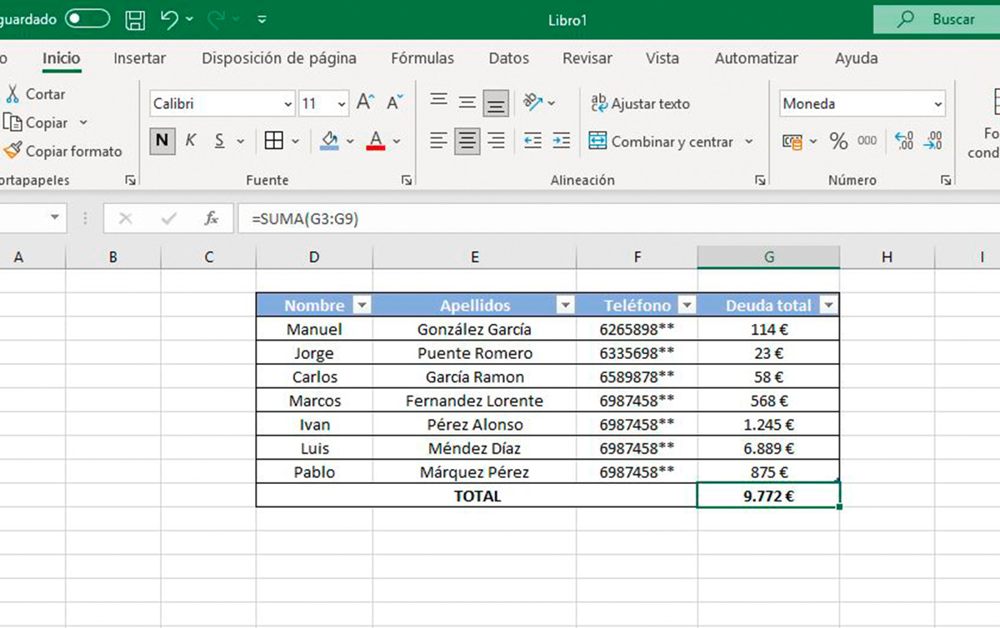 guardado Libro1 Buscar
o Inicio Insertar Disposición de página Fórmulas Datos Revisar Vista Automatizar Ayuda
Cortar
Copiar
Copiar formato
ortapapeles
Calibri 11 A A
N K S A
Fuente
ab Ajustar texto
Combinar y centrar
Alineación
Moneda
% 000
Número
Fo
cond
fx =SUMA(G3:G9)
A B C D E F G H I
Nombre Apellidos Teléfono Deuda total
Manuel González García 6265898** 114 €
Jorge Puente Romero 6335698** 23 €
Carlos García Ramon 6589878** 58 €
Marcos Fernandez Lorente 6987458** 568 €
Ivan Pérez Alonso 6987458** 1.245 €
Luis Méndez Díaz 6987458** 6.889 €
Pablo Márquez Pérez 6987458** 875 €
TOTAL 9.772 €